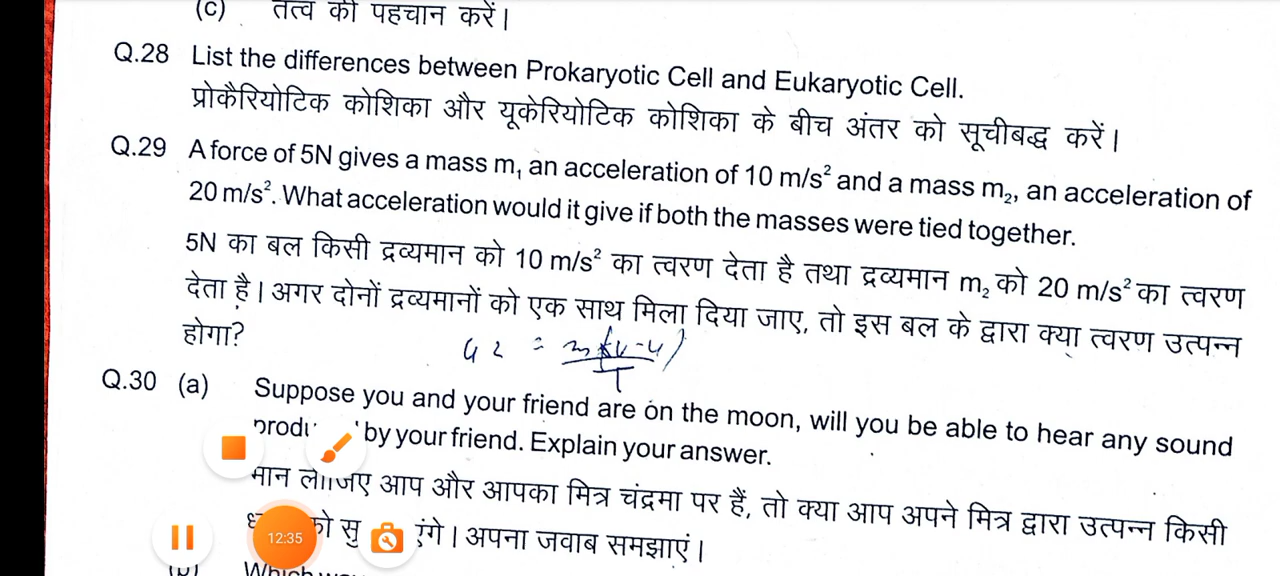 (c) तत्व की पहचान करें।
Q.28 List the differences between Prokaryotic Cell and Eukaryotic Cell.
प्रोकैरियोटिक कोशिका और यूकेरियोटिक कोशिका के बीच अंतर को सूचीबद्ध करें।
Q.29 A force of 5N gives a mass m₁ an acceleration of 10 m/s² and a mass m₂, an acceleration of
20 m/s². What acceleration would it give if both the masses were tied together.
5N का बल किसी द्रव्यमान को 10 m/s² का त्वरण देता है तथा द्रव्यमान m₂ को 20 m/s² का त्वरण
देता है। अगर दोनों द्रव्यमानों को एक साथ मिला दिया जाए, तो इस बल के द्वारा क्या त्वरण उत्पन्न
होगा?
Q.30 (a) Suppose you and your friend are on the moon, will you be able to hear any sound
by your friend. Explain your answer.
मान लीजिए आप और आपका मित्र चंद्रमा पर हैं, तो क्या आप अपने मित्र द्वारा उत्पन्न किसी
को अपना जवाब समझाएं।
12:35